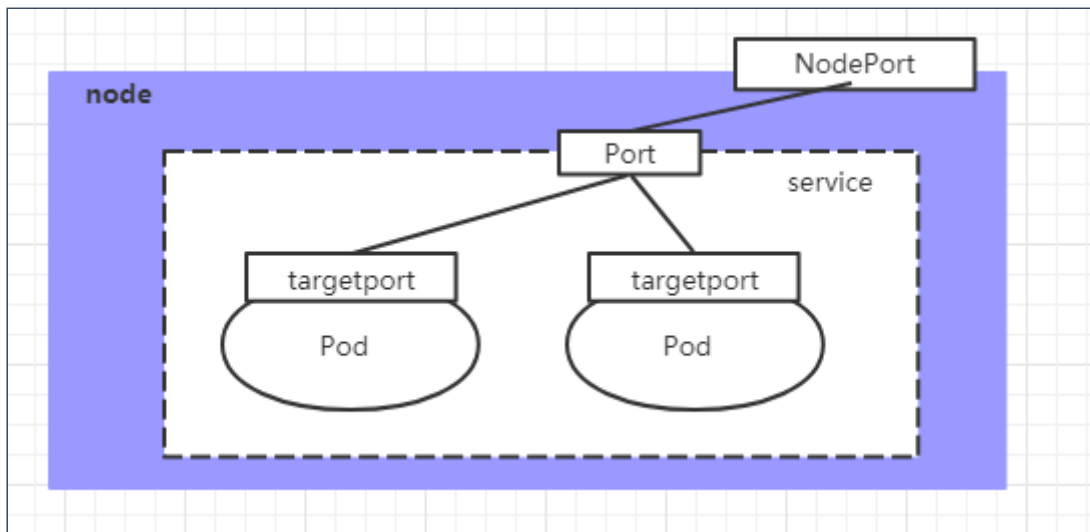 NodePort
node
Port
service
targetport
targetport
Pod
Pod